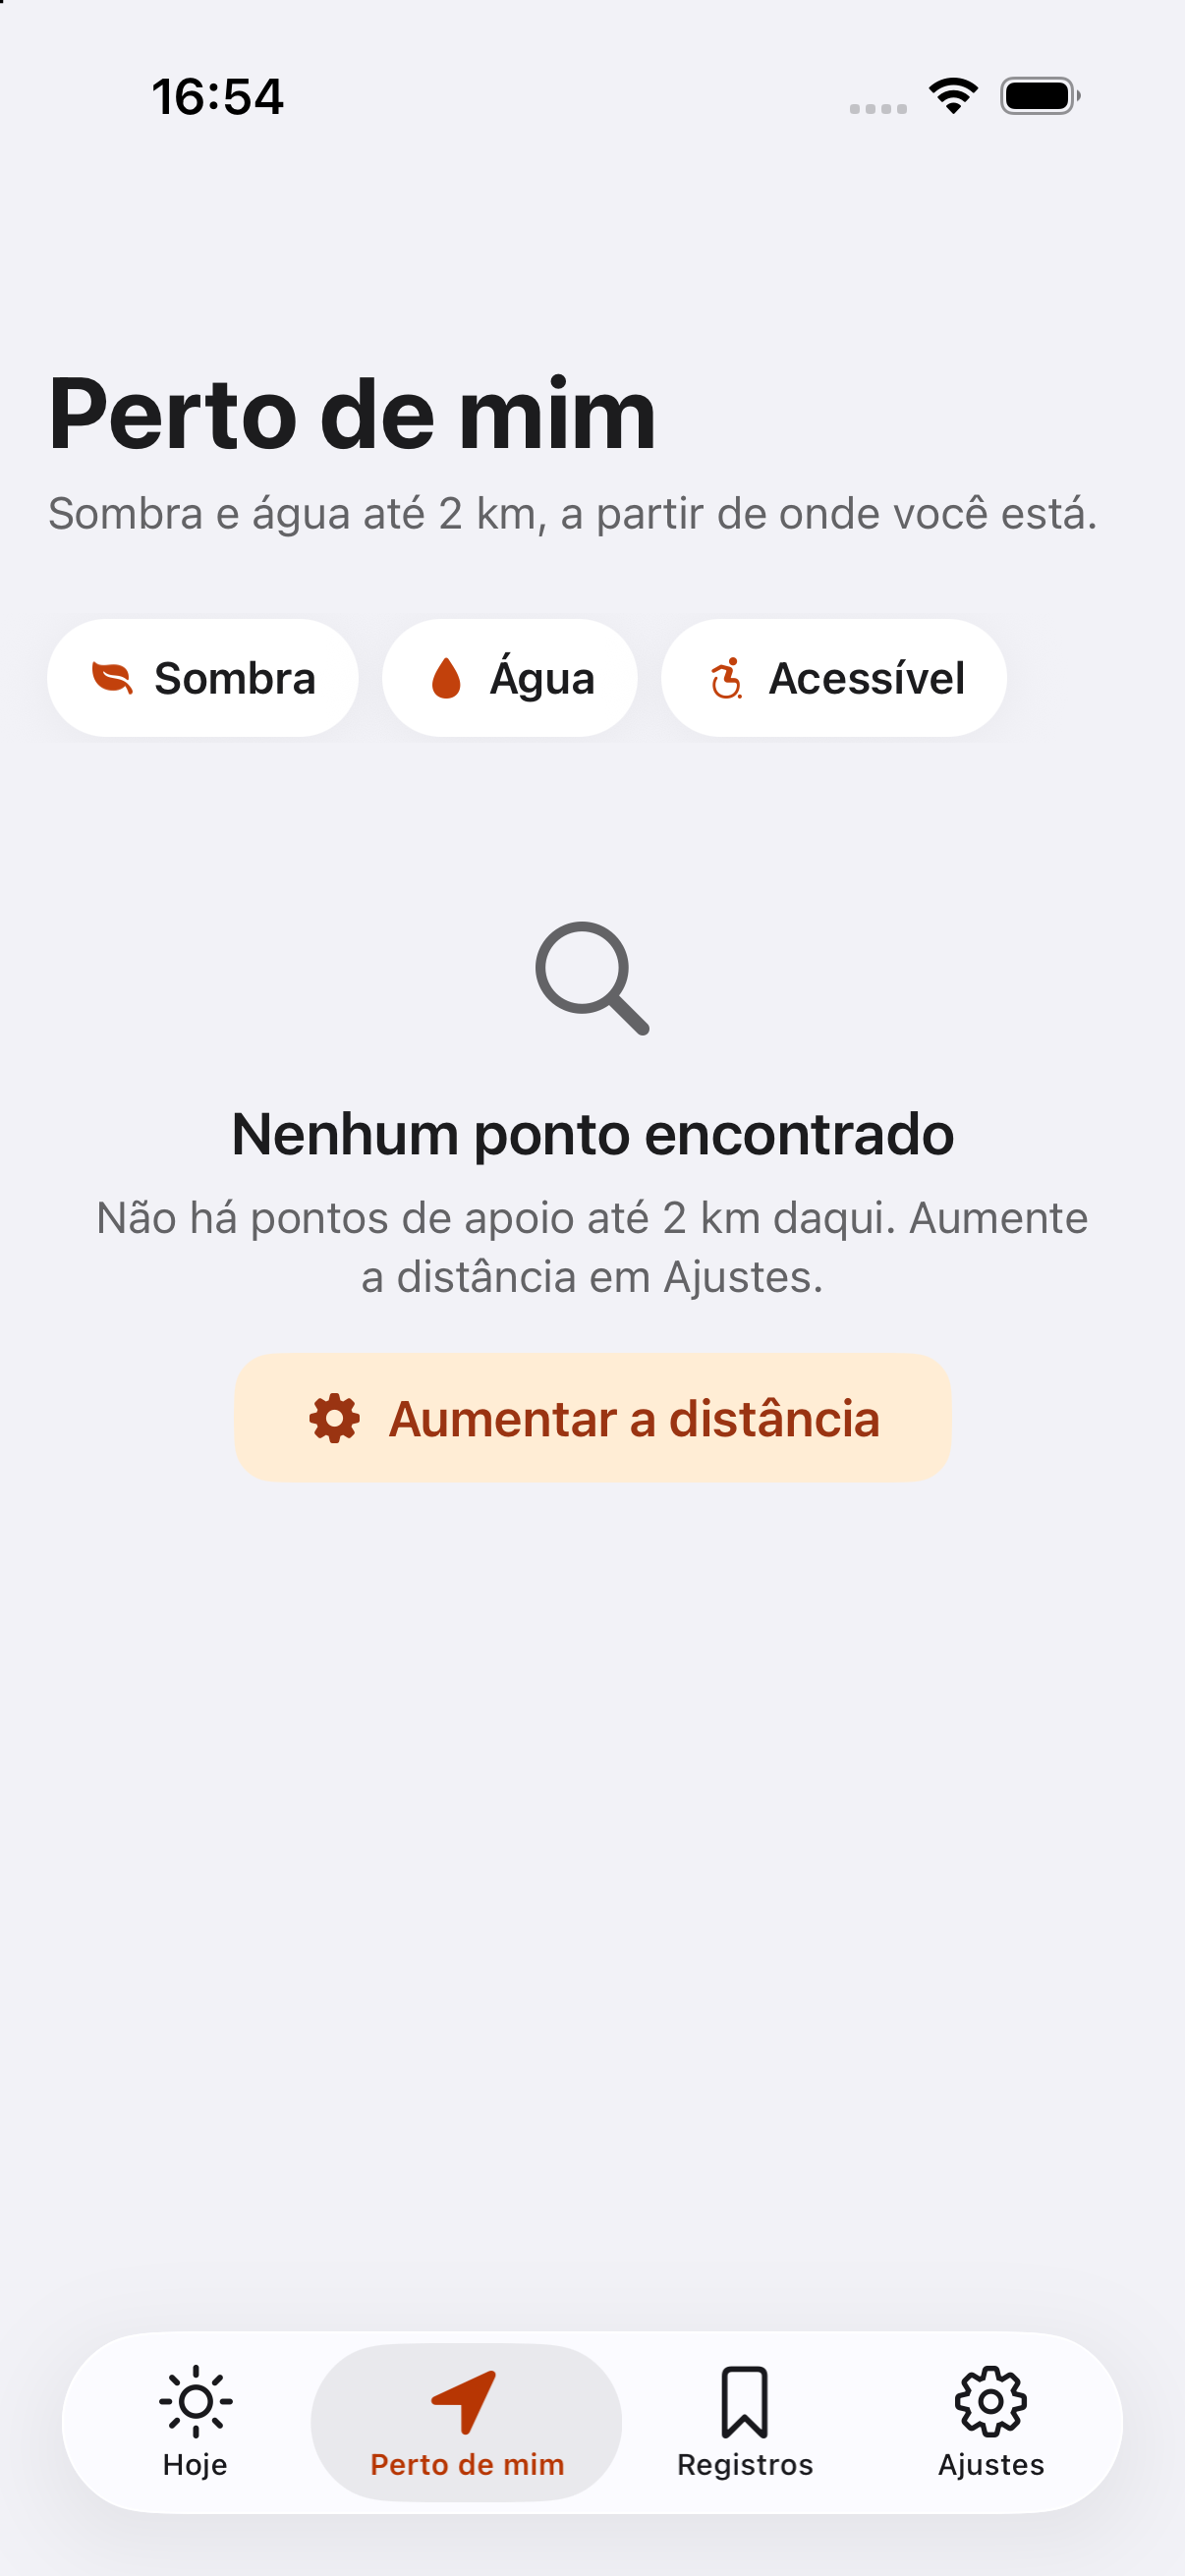 16:54
Perto de mim
Sombra e água até 2 km, a partir de onde você está.
Sombra
Água
Acessível
Nenhum ponto encontrado
Não há pontos de apoio até 2 km daqui. Aumente
a distância em Ajustes.
Aumentar a distância
Hoje
Perto de mim
Registros
Ajustes